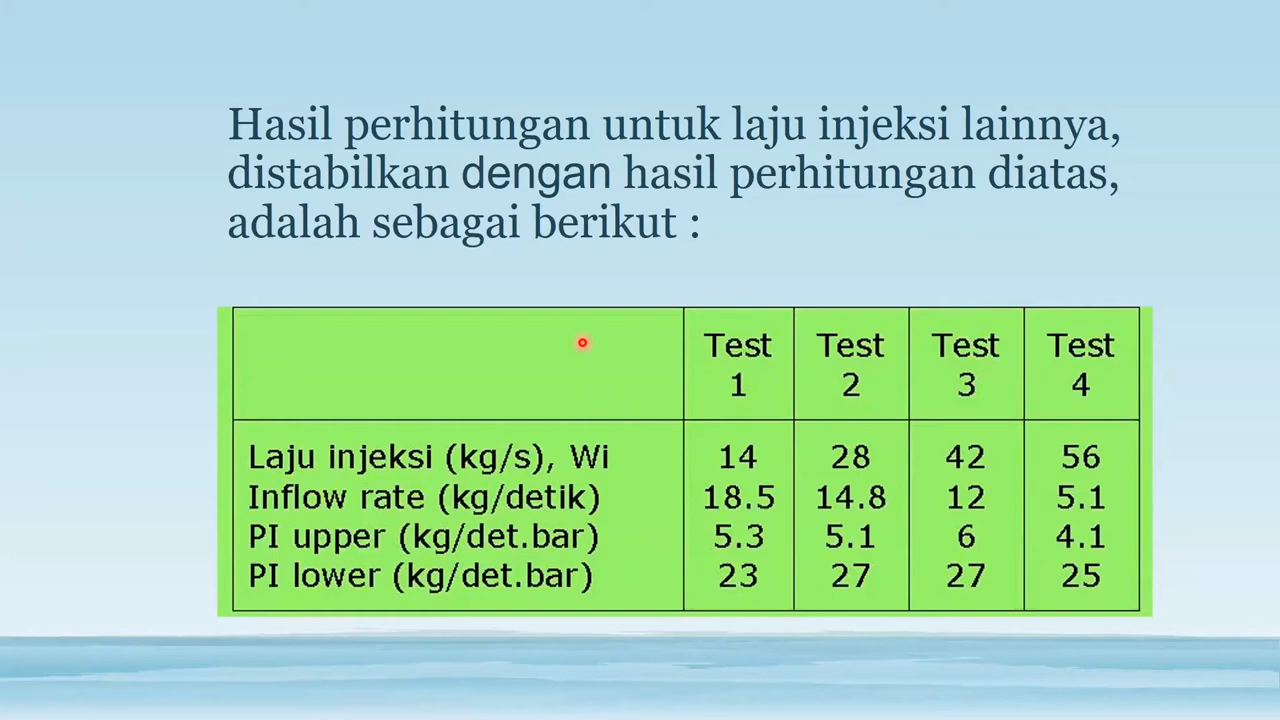 Hasil perhitungan untuk laju injeksi lainnya,
distabilkan dengan hasil perhitungan diatas,
adalah sebagai berikut :
Test 1 Test 2 Test 3 Test 4
Laju injeksi (kg/s), Wi 14 28 42 56
Inflow rate (kg/detik) 18.5 14.8 12 5.1
PI upper (kg/det.bar) 5.3 5.1 6 4.1
PI lower (kg/det.bar) 23 27 27 25